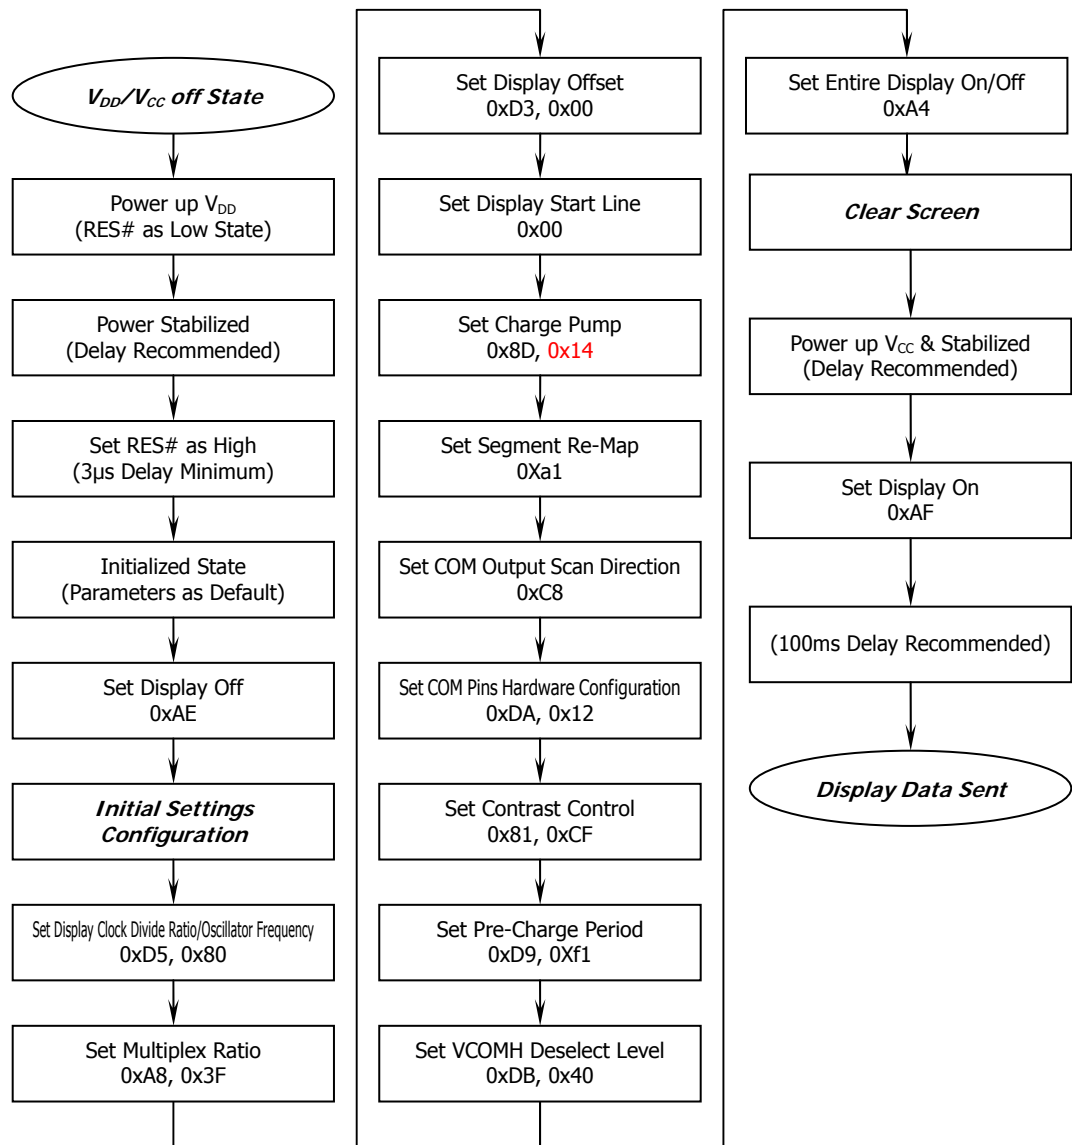 V_DD/V_CC off State
Power up V_DD
(RES# as Low State)
Power Stabilized
(Delay Recommended)
Set RES# as High
(3μs Delay Minimum)
Initialized State
(Parameters as Default)
Set Display Off
0xAE
Initial Settings
Configuration
Set Display Clock Divide Ratio/Oscillator Frequency
0xD5, 0x80
Set Multiplex Ratio
0xA8, 0x3F
Set Display Offset
0xD3, 0x00
Set Display Start Line
0x00
Set Charge Pump
0x8D, 0x14
Set Segment Re-Map
0Xa1
Set COM Output Scan Direction
0xC8
Set COM Pins Hardware Configuration
0xDA, 0x12
Set Contrast Control
0x81, 0xCF
Set Pre-Charge Period
0xD9, 0Xf1
Set VCOMH Deselect Level
0xDB, 0x40
Set Entire Display On/Off
0xA4
Clear Screen
Power up V_CC & Stabilized
(Delay Recommended)
Set Display On
0xAF
(100ms Delay Recommended)
Display Data Sent